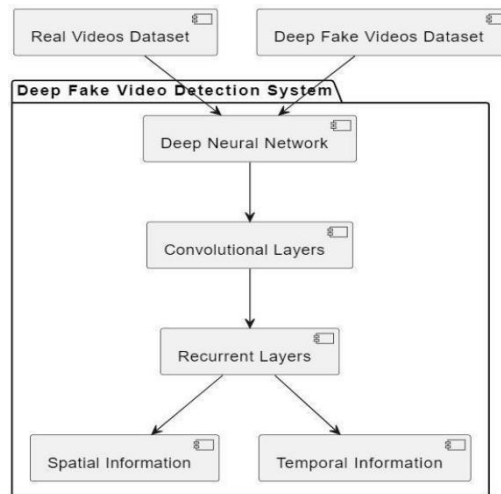 Real Videos Dataset
Deep Fake Videos Dataset
Deep Fake Video Detection System
Deep Neural Network
Convolutional Layers
Recurrent Layers
Spatial Information
Temporal Information